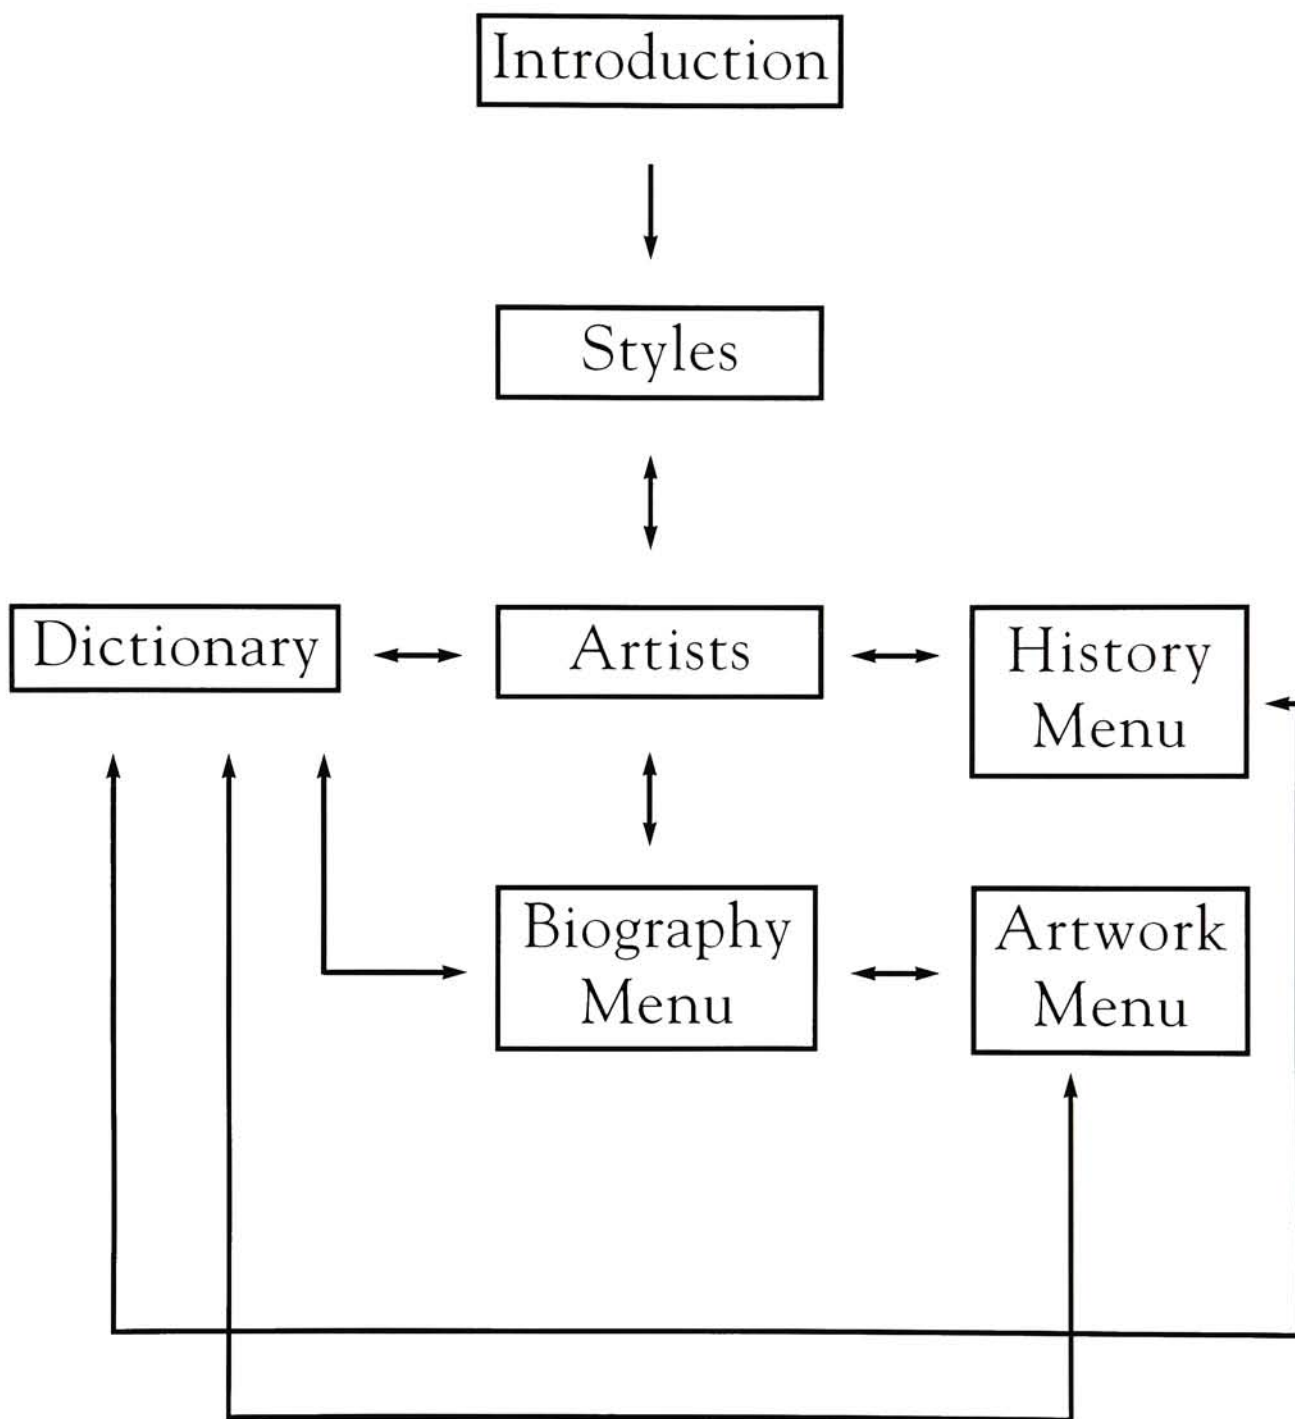 Introduction
Styles
Dictionary
Artists
History
Menu
Biography
Menu
Artwork
Menu